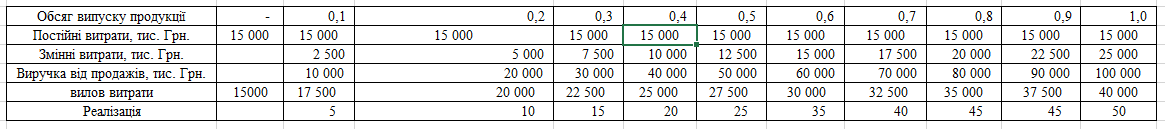 Обсяг випуску продукції - 0,1 0,2 0,3 0,4 0,5 0,6 0,7 0,8 0,9 1,0
Постійні витрати, тис. Грн. 15 000 15 000 15 000 15 000 15 000 15 000 15 000 15 000 15 000 15 000 15 000
Змінні витрати, тис. Грн. 2 500 5 000 7 500 10 000 12 500 15 000 17 500 20 000 22 500 25 000
Виручка від продажів, тис. Грн. 10 000 20 000 30 000 40 000 50 000 60 000 70 000 80 000 90 000 100 000
вилов витрати 15000 17 500 20 000 22 500 25 000 27 500 30 000 32 500 35 000 37 500 40 000
Реалізація 5 10 15 20 25 35 40 45 45 50